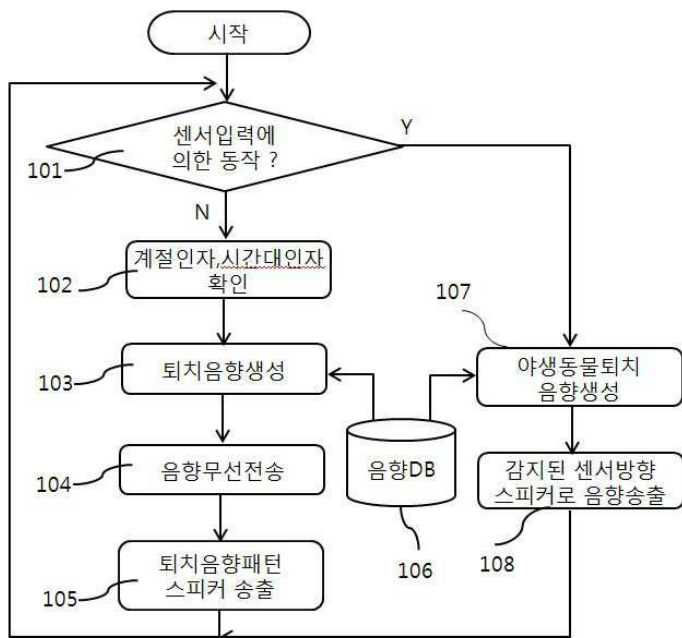 시작
센서입력에
의한 동작 ?
Y
101
N
계절인자,시간대인자
확인
102
107
퇴치음향생성
103
야생동물퇴치
음향생성
음향무선전송
104
음향DB
감지된 센서방향
스피커로 음향송출
106
108
퇴치음향패턴
스피커 송출
105